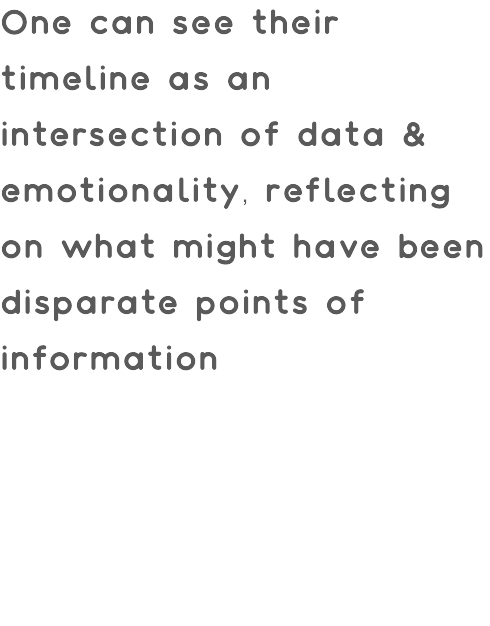 One can see their
timeline as an
intersection of data &
emotionality, reflecting
on what might have been
disparate points of
information